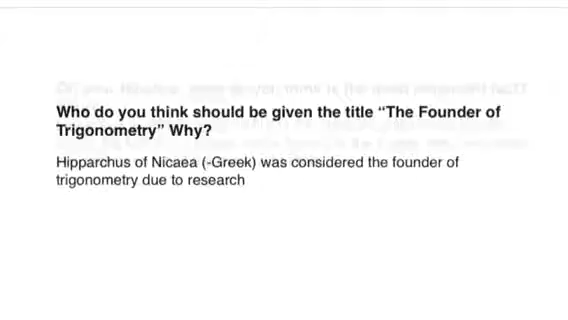 Who do you think should be given the title “The Founder of
Trigonometry” Why?
Hipparchus of Nicaea (-Greek) was considered the founder of
trigonometry due to research